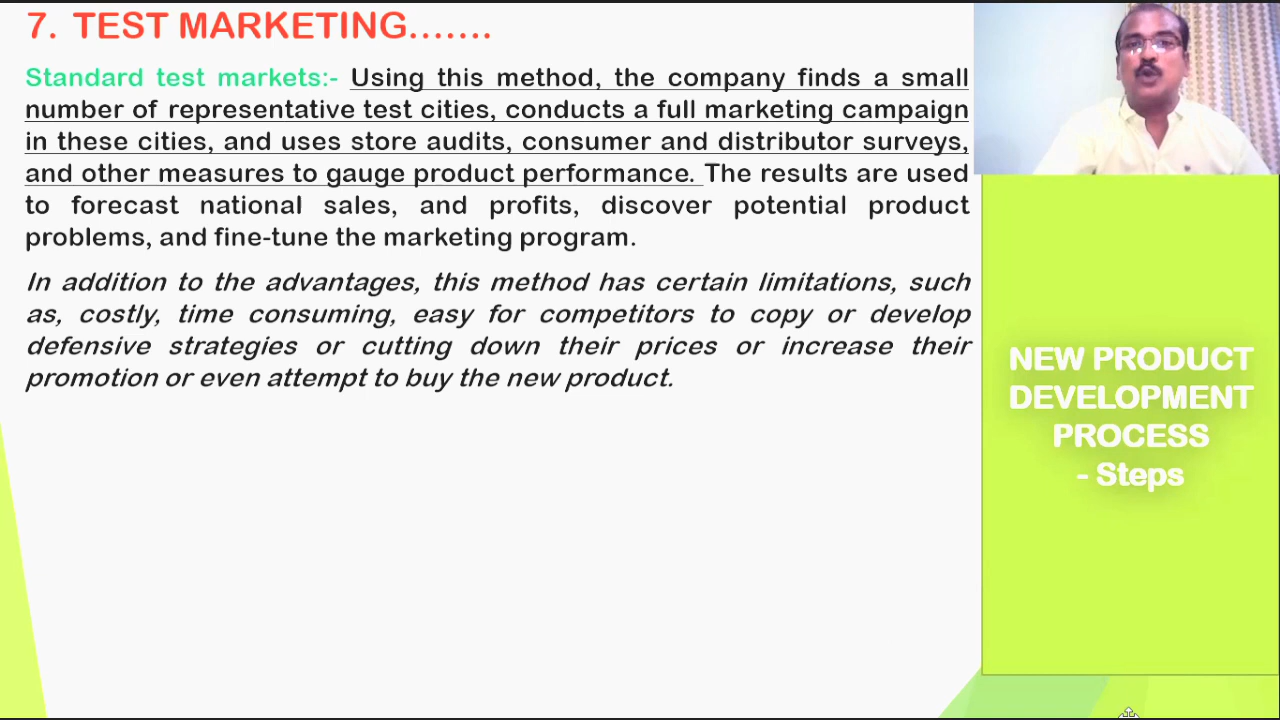 7. TEST MARKETING.......
Standard test markets:- Using this method, the company finds a small
number of representative test cities, conducts a full marketing campaign
in these cities, and uses store audits, consumer and distributor surveys,
and other measures to gauge product performance. The results are used
to forecast national sales, and profits, discover potential product
problems, and fine-tune the marketing program.
In addition to the advantages, this method has certain limitations, such
as, costly, time consuming, easy for competitors to copy or develop
defensive strategies or cutting down their prices or increase their
promotion or even attempt to buy the new product.
NEW PRODUCT
DEVELOPMENT
PROCESS
- Steps